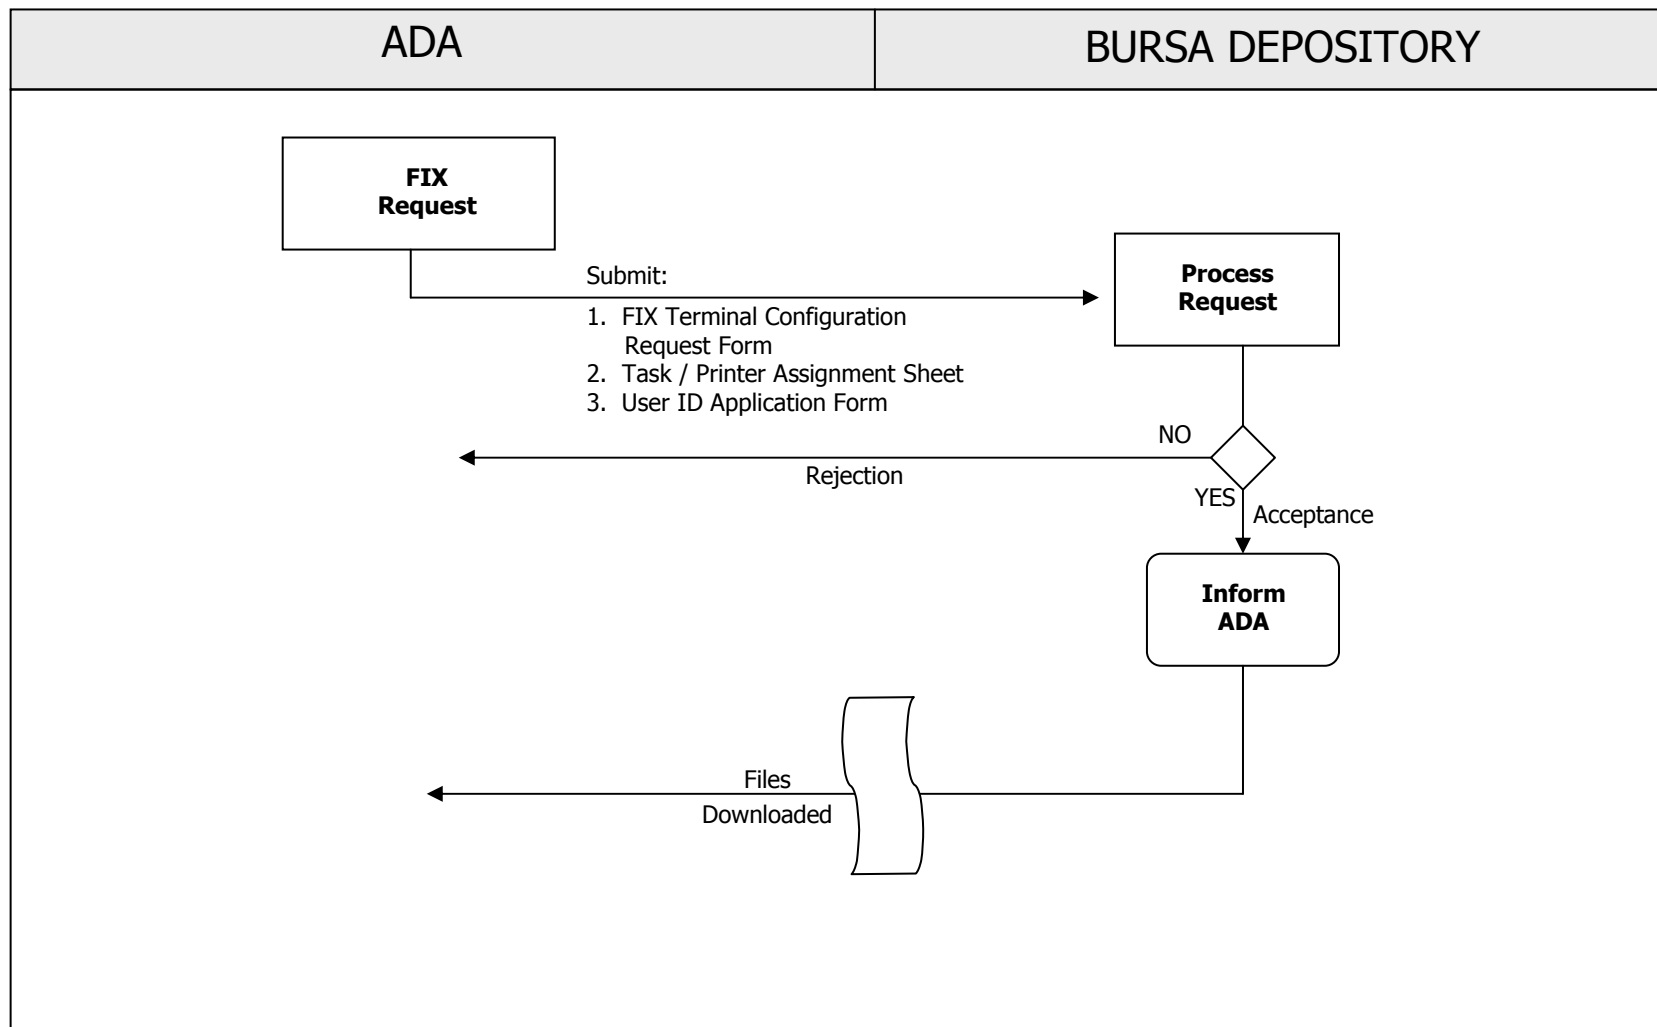 ADA
BURSA DEPOSITORY
FIX
Request
Submit:
1. FIX Terminal Configuration
Request Form
2. Task / Printer Assignment Sheet
3. User ID Application Form
Process
Request
NO
Rejection
YES
Acceptance
Inform
ADA
Files
Downloaded